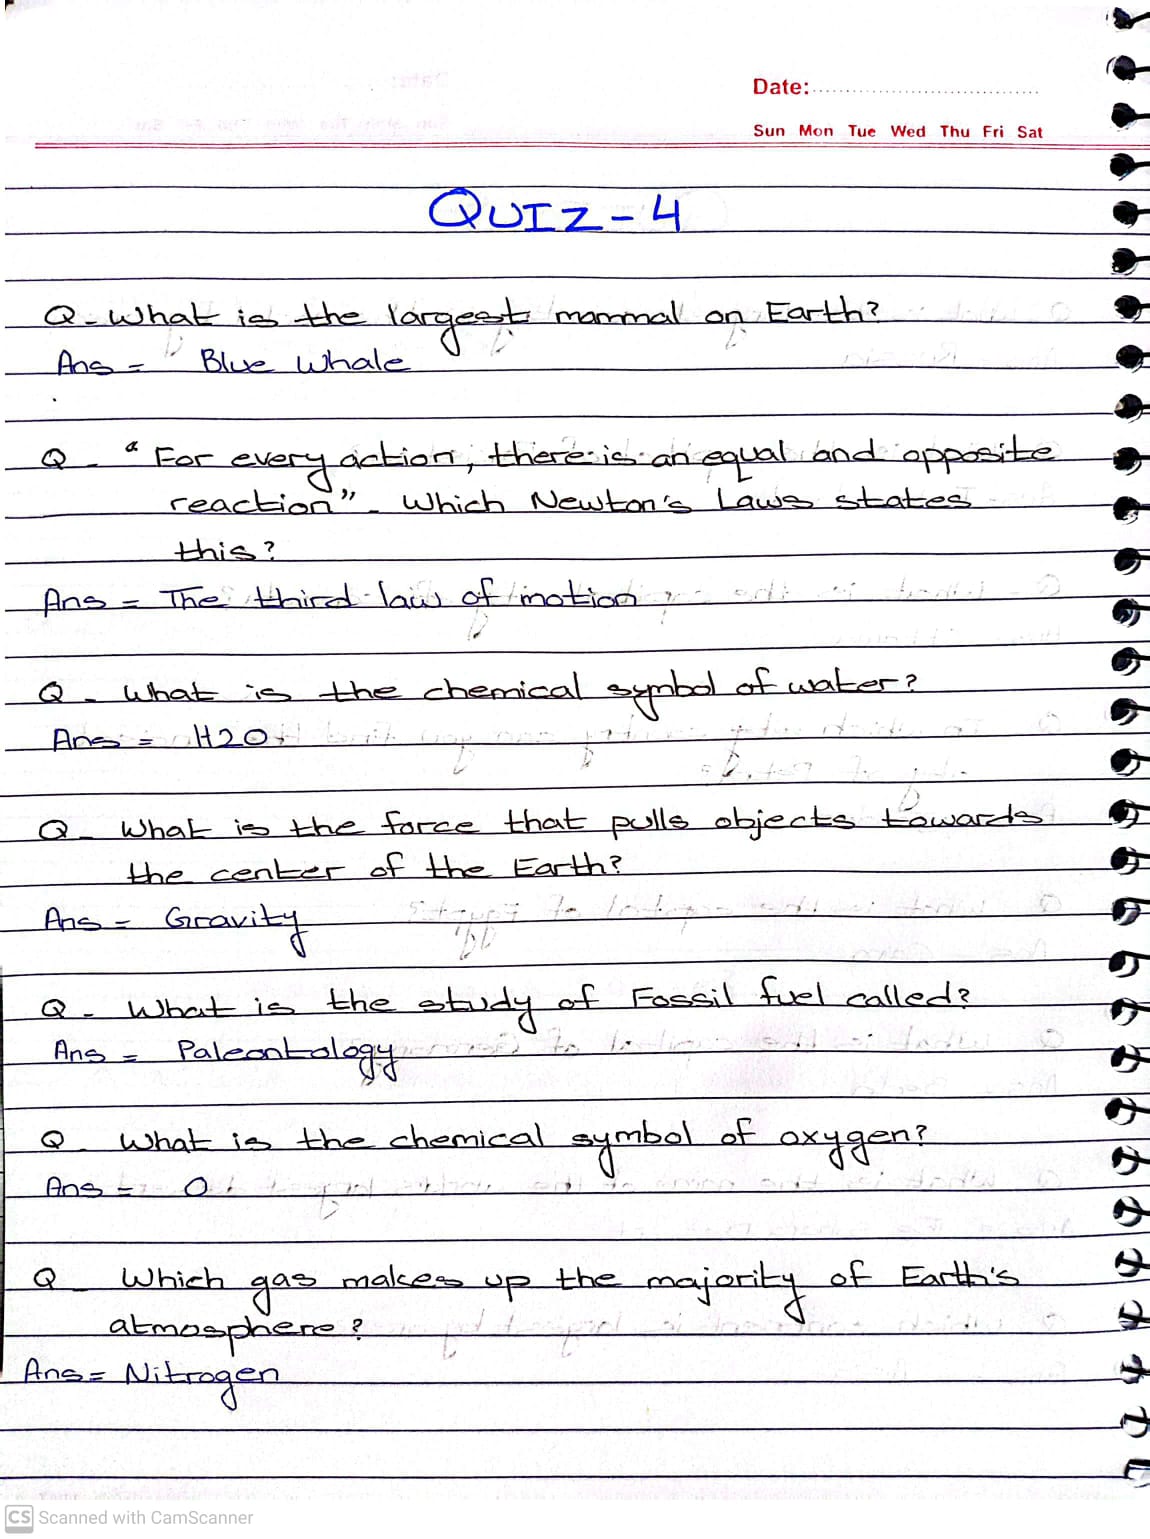 Date:
Sun Mon Tue Wed Thu Fri Sat
QUIZ-4
Q- What is the largest mammal on Earth?
Ans = Blue Whale
Q- "For every action, there is an equal and opposite
reaction" - Which Newton's Laws states
this?
Ans = The third law of motion
Q- What is the chemical symbol of water?
Ans = H2O
Q- What is the force that pulls objects towards
the center of the Earth?
Ans = Gravity
Q- What is the study of Fossil fuel called?
Ans = Paleontology
Q- What is the chemical symbol of oxygen?
Ans = O
Q- Which gas makes up the majority of Earth's
atmosphere?
Ans = Nitrogen
CS Scanned with CamScanner